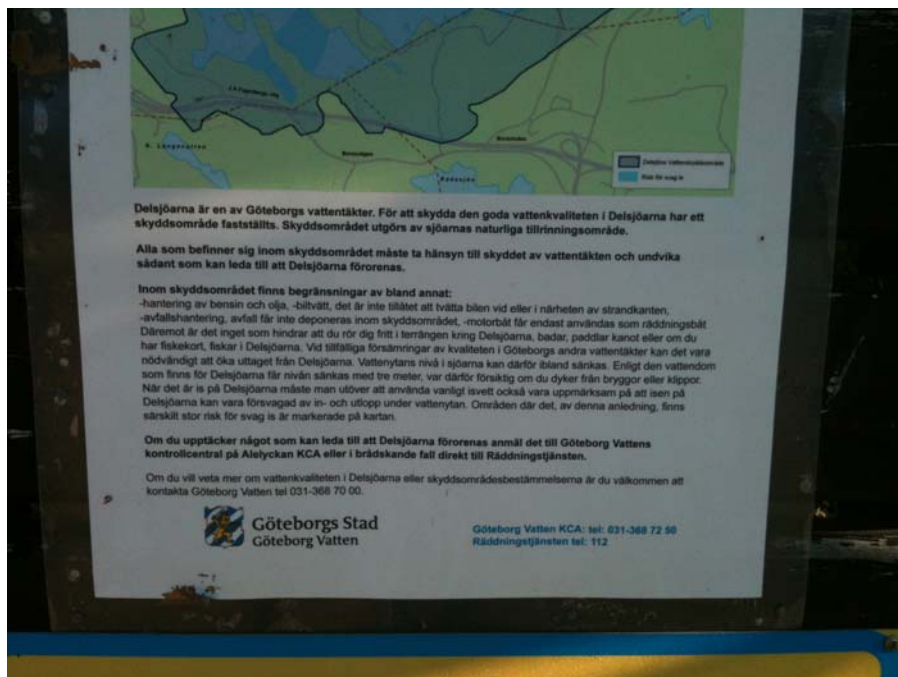 Boråsleden
Boråsvägen
Delsjöns Vattenskyddsområde
Risk för svag is
Delsjöarna är en av Göteborgs vattentäkter. För att skydda den goda vattenkvaliteten i Delsjöarna har ett
skyddsområde fastställts. Skyddsområdet utgörs av sjöarnas naturliga tillrinningsområde.
Alla som befinner sig inom skyddsområdet måste ta hänsyn till skyddet av vattentäkten och undvika
sådant som kan leda till att Delsjöarna förorenas.
Inom skyddsområdet finns begränsningar av bland annat:
-hantering av bensin och olja, -biltvätt, det är inte tillåtet att tvätta bilen vid eller i närheten av strandkanten,
-avfallshantering, avfall får inte deponeras inom skyddsområdet, -motorbåt får endast användas som räddningsbåt
Däremot är det inget som hindrar att du rör dig fritt i terrängen kring Delsjöarna, badar, paddlar kanot eller om du
har fiskekort, fiskar i Delsjöarna. Vid tillfälliga försämringar av kvaliteten i Göteborgs andra vattentäkter kan det vara
nödvändigt att öka uttaget från Delsjöarna. Vattenytans nivå i sjöarna kan därför ibland sänkas. Enligt den vattendom
som finns för Delsjöarna får nivån sänkas med tre meter, var därför försiktig om du dyker från bryggor eller klippor.
När det är is på Delsjöarna måste man utöver att använda vanligt isvett också vara uppmärksam på att isen på
Delsjöarna kan vara försvagad av in- och utlopp under vattenytan. Områden där det, av denna anledning, finns
särskilt stor risk för svag is är markerade på kartan.
Om du upptäcker något som kan leda till att Delsjöarna förorenas anmäl det till Göteborg Vattens
kontrollcentral på Alelyckan KCA eller i brådskande fall direkt till Räddningstjänsten.
Om du vill veta mer om vattenkvaliteten i Delsjöarna eller skyddsområdesbestämmelserna är du välkommen att
kontakta Göteborg Vatten tel 031-368 70 00.
Göteborgs Stad
Göteborg Vatten
Göteborg Vatten KCA: tel: 031-368 72 50
Räddningstjänsten tel: 112